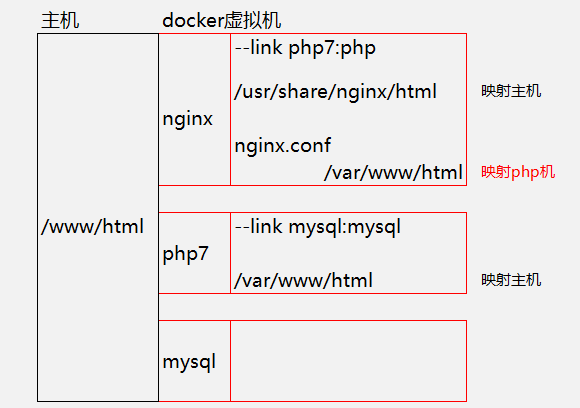 主机 docker虚拟机
--link php7:php
/usr/share/nginx/html 映射主机
nginx
nginx.conf
/var/www/html 映射php机
/www/html
--link mysql:mysql
php7
/var/www/html 映射主机
mysql